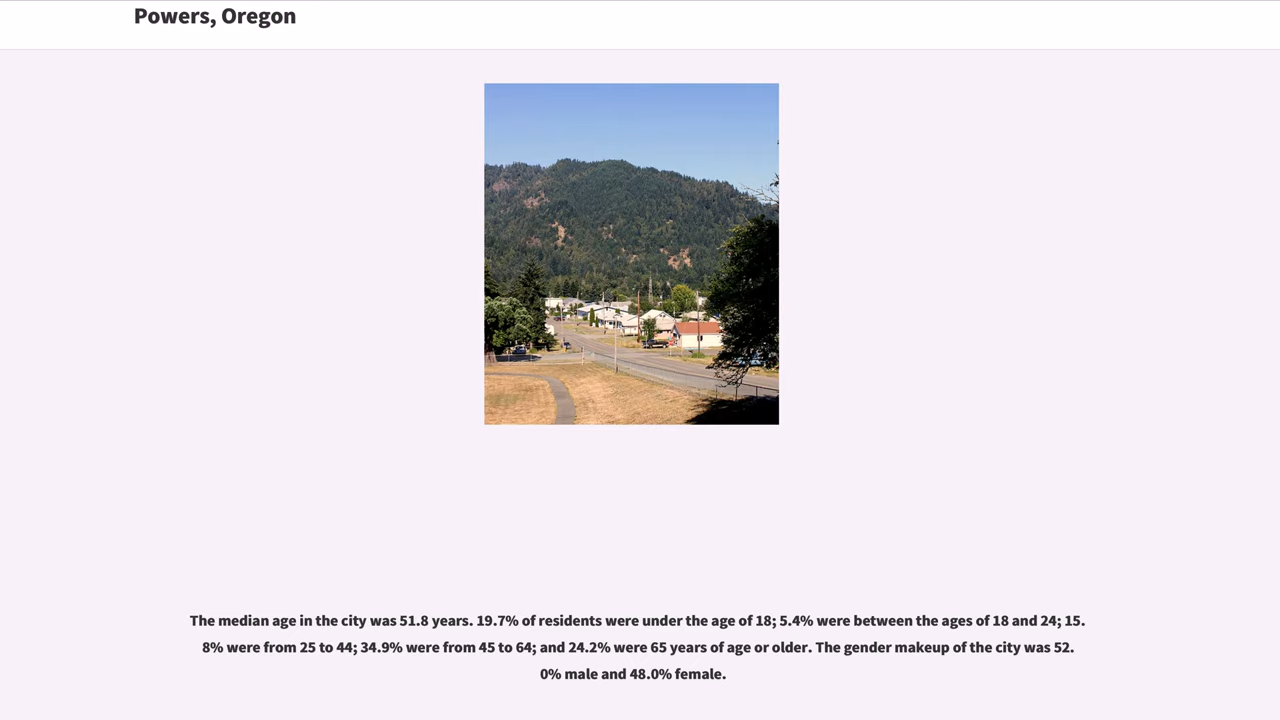 Powers, Oregon
The median age in the city was 51.8 years. 19.7% of residents were under the age of 18; 5.4% were between the ages of 18 and 24; 15.
8% were from 25 to 44; 34.9% were from 45 to 64; and 24.2% were 65 years of age or older. The gender makeup of the city was 52.
0% male and 48.0% female.